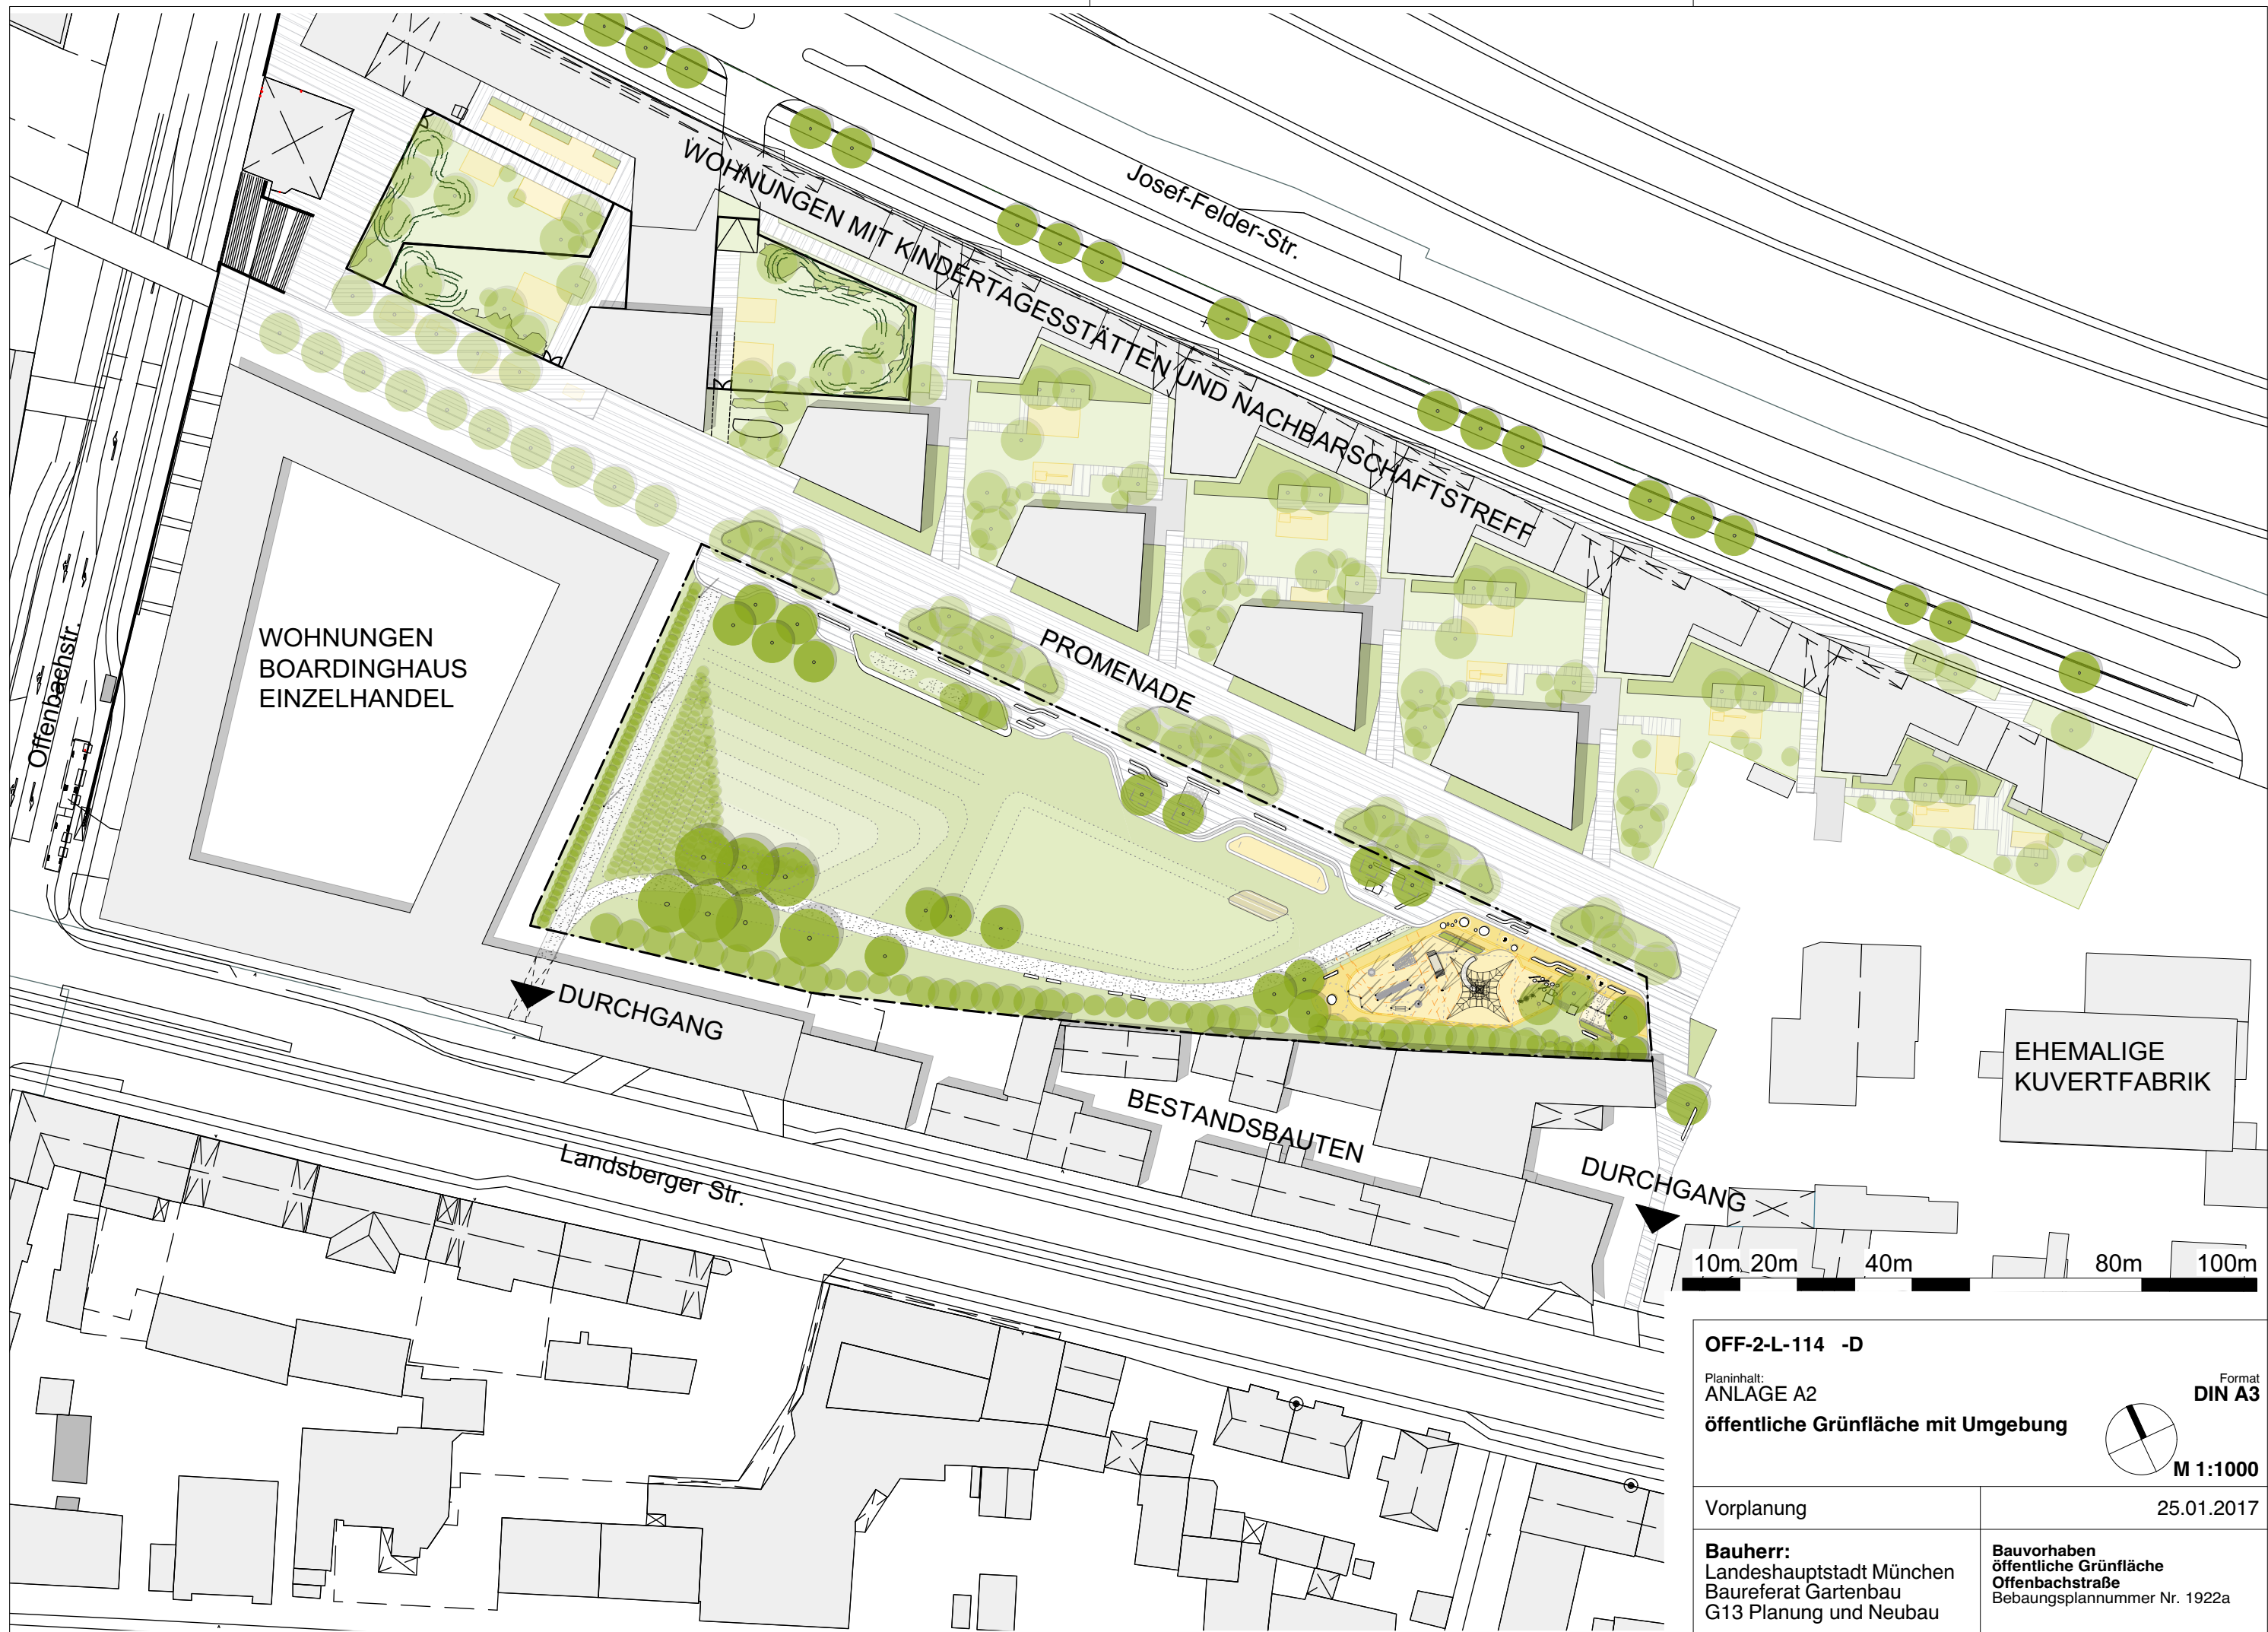 Josef-Felder-Str.
WOHNUNGEN MIT KINDERTAGESSTÄTTEN UND NACHBARSCHAFTSTREFF
PROMENADE
WOHNUNGEN
BOARDINGHAUS
EINZELHANDEL
Offenbachstr.
DURCHGANG
BESTANDSBAUTEN
Landsberger Str.
DURCHGANG
EHEMALIGE
KUVERTFABRIK
10m 20m 40m 80m 100m
OFF-2-L-114 -D
Planinhalt:
ANLAGE A2
Format
DIN A3
öffentliche Grünfläche mit Umgebung
M 1:1000
Vorplanung
25.01.2017
Bauherr:
Landeshauptstadt München
Baureferat Gartenbau
G13 Planung und Neubau
Bauvorhaben
öffentliche Grünfläche
Offenbachstraße
Bebaungsplannummer Nr. 1922a